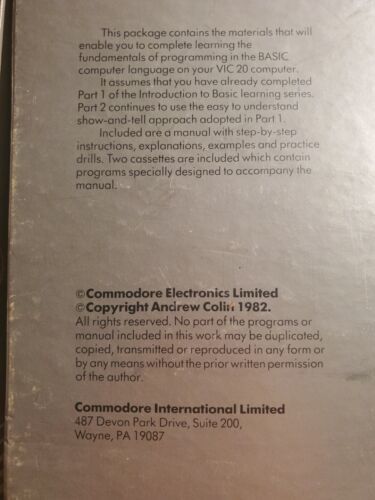 This package contains the materials that will
enable you to complete learning the
fundamentals of programming in the BASIC
computer language on your VIC 20 computer.
It assumes that you have already completed
Part 1 of the Introduction to Basic learning series.
Part 2 continues to use the easy to understand
show-and-tell approach adopted in Part 1.
Included are a manual with step-by-step
instructions, explanations, examples and practice
drills. Two cassettes are included which contain
programs specially designed to accompany the
manual.
©Commodore Electronics Limited
©Copyright Andrew Colin 1982.
All rights reserved. No part of the programs or
manual included in this work may be duplicated,
copied, transmitted or reproduced in any form or
by any means without the prior written permission
of the author.
Commodore International Limited
487 Devon Park Drive, Suite 200,
Wayne, PA 19087